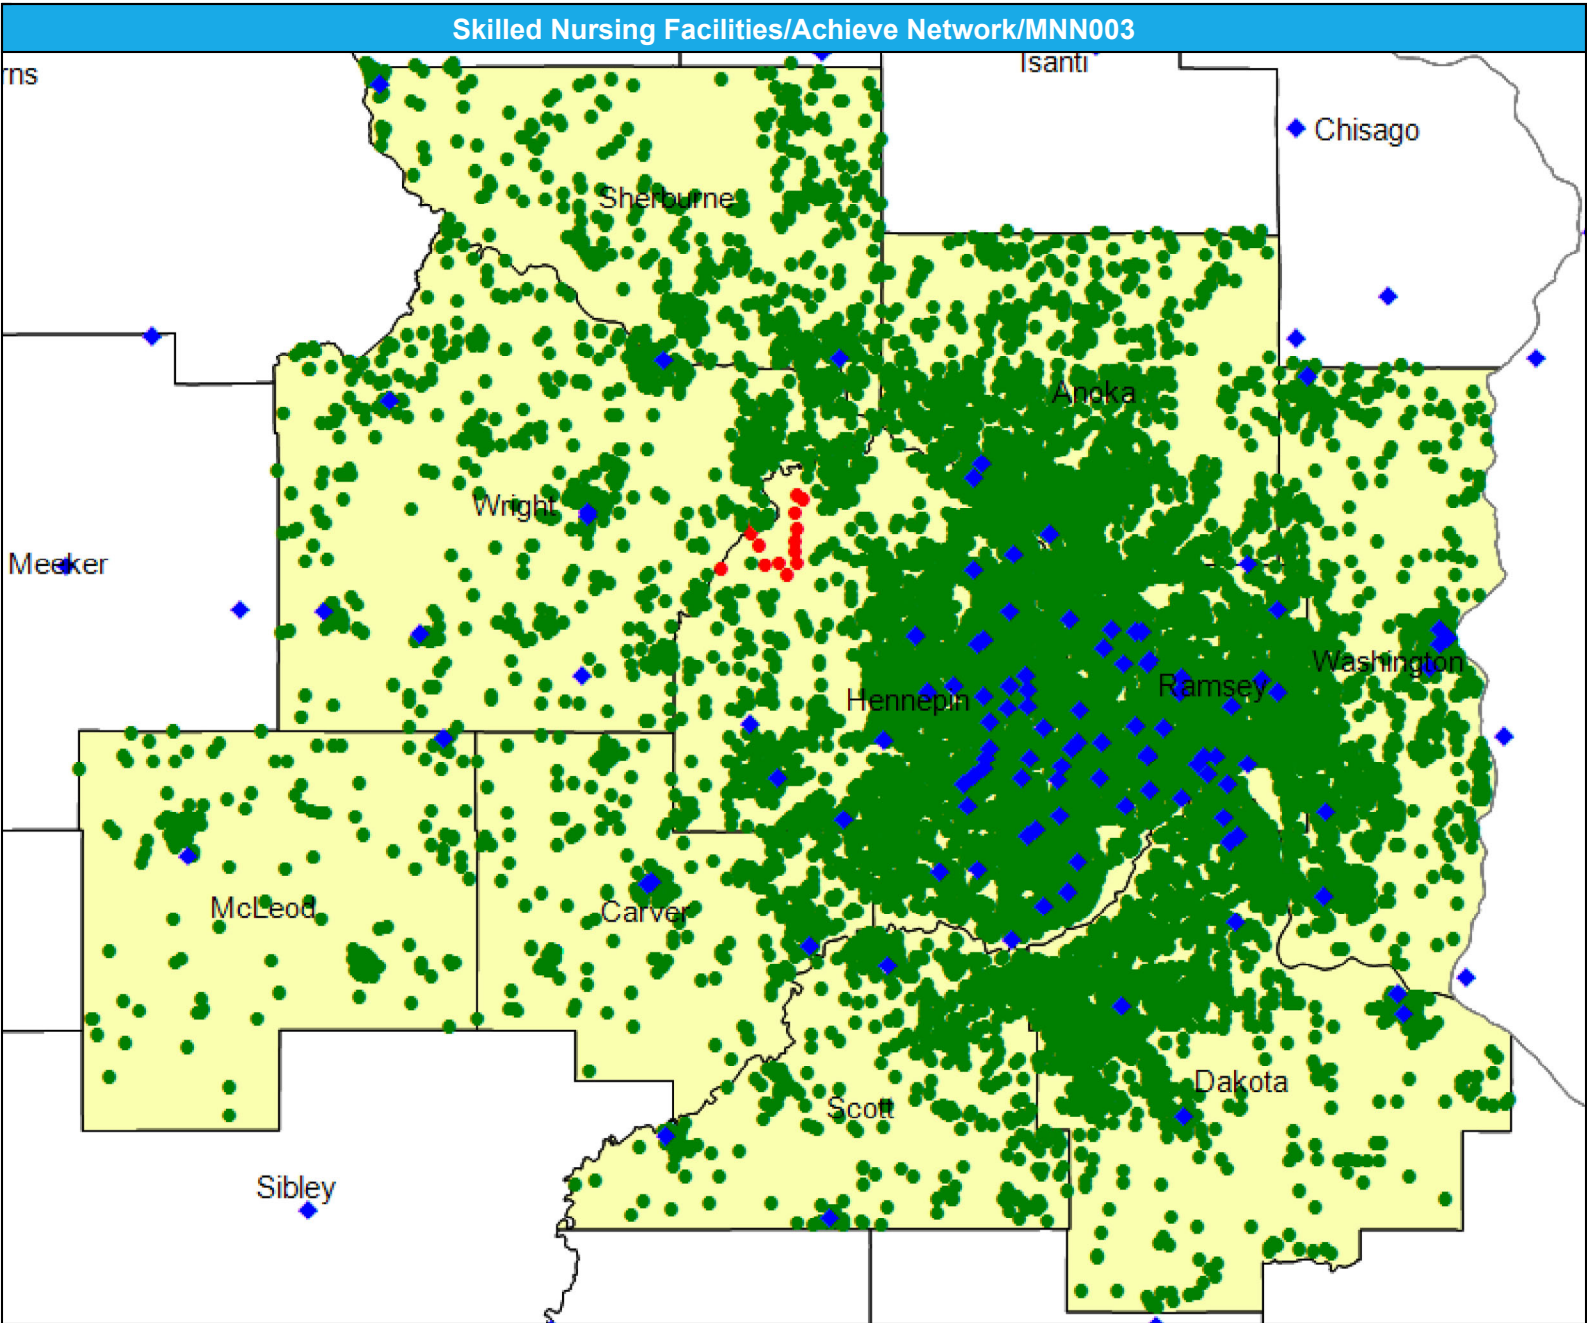 Skilled Nursing Facilities/Achieve Network/MNN003
rns
Isanti
Chisago
Sherburne
Anoka
Wright
Meeker
Washington
Ramsey
Hennepin
McLeod
Carver
Dakota
Scott
Sibley